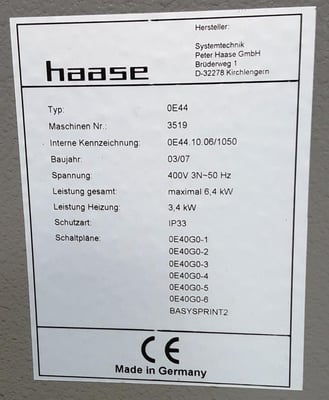 haase
Hersteller:
Systemtechnik
Peter Haase GmbH
Brüderweg 1
D-32278 Kirchlengern
Typ: 0E44
Maschinen Nr.: 3519
Interne Kennzeichnung: 0E44.10.06/1050
Baujahr: 03/07
Spannung: 400V 3N~50 Hz
Leistung gesamt: maximal 6,4 kW
Leistung Heizung: 3,4 kW
Schutzart: IP33
Schaltpläne: 0E40G0-1
0E40G0-2
0E40G0-3
0E40G0-4
0E40G0-5
0E40G0-6
BASYSPRINT2
CE
Made in Germany